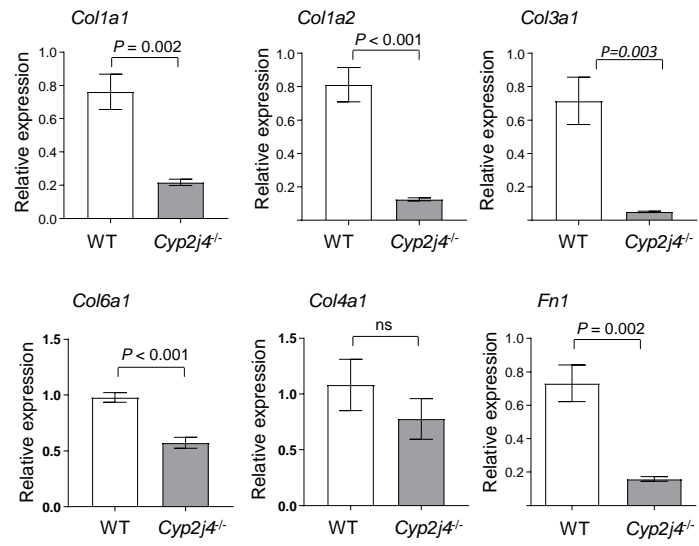 Col1a1
P = 0.002
Relative expression
1.0
0.8
0.6
0.4
0.2
0.0
WT Cyp2j4-/-
Col1a2
P < 0.001
Relative expression
1.0
0.8
0.6
0.4
0.2
WT Cyp2j4-/-
Col3a1
P=0.003
Relative expression
1.0
0.8
0.6
0.4
0.2
WT Cyp2j4-/-
Col6a1
P < 0.001
Relative expression
1.5
1.0
0.5
0.0
WT Cyp2j4-/-
Col4a1
ns
Relative expression
1.5
1.0
0.5
0.0
WT Cyp2j4-/-
Fn1
P = 0.002
Relative expression
1.0
0.8
0.6
0.4
0.2
WT Cyp2j4-/-